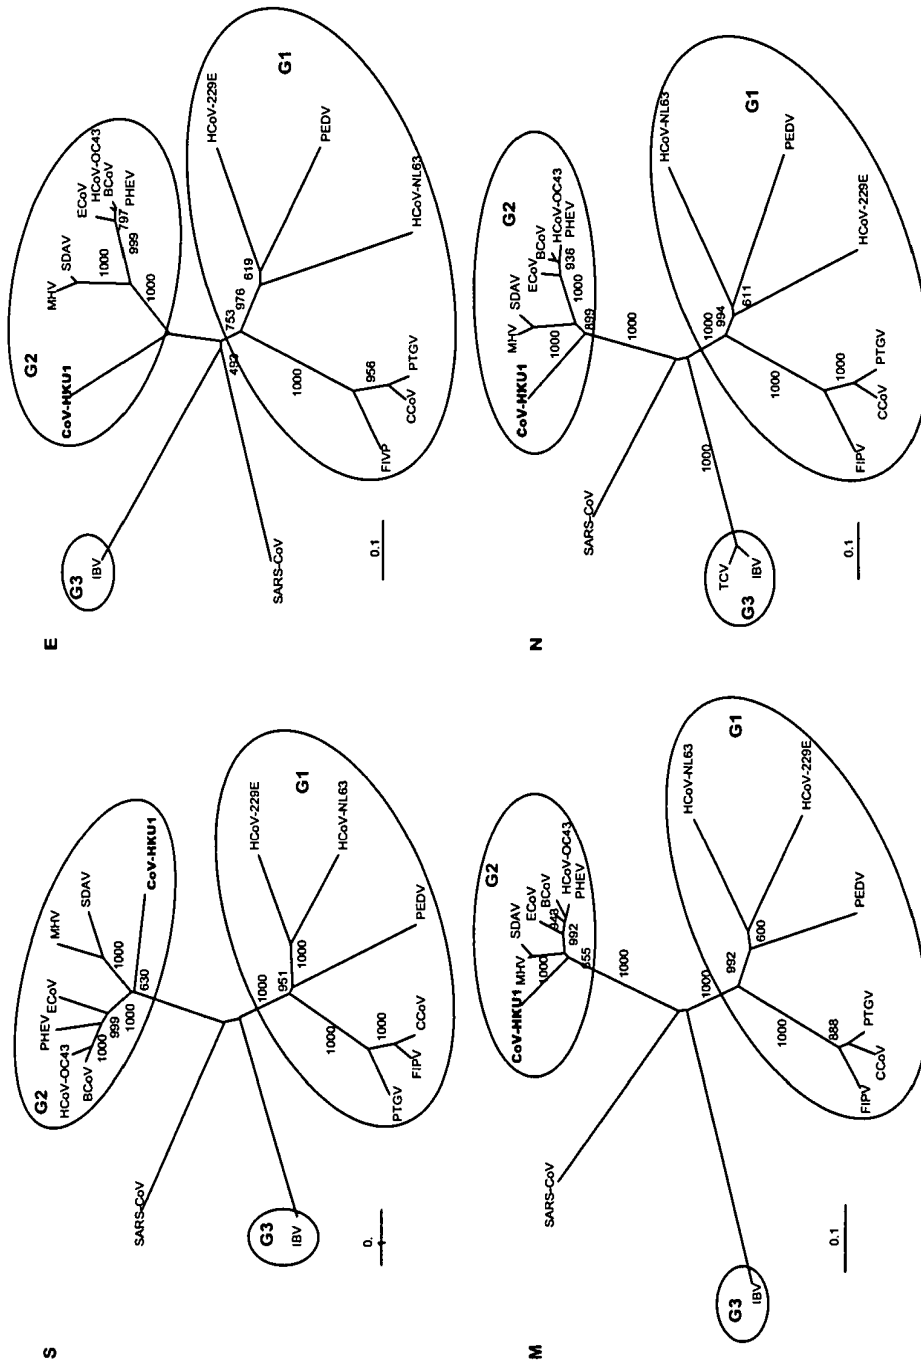 S
G2
HCoV-OC43
BCoV
PHEV
ECoV
MHV
SDAV
CoV-HKU1
1000
999
1000
1000
630
SARS-CoV
G3
IBV
0.
G1
HCoV-229E
HCoV-NL63
PEDV
CCoV
FIPV
PTGV
1000
951
1000
1000
1000
E
G2
MHV
SDAV
ECoV
HCoV-OC43
BCoV
PHEV
CoV-HKU1
1000
797
999
1000
G3
IBV
SARS-CoV
0.1
G1
HCoV-229E
PEDV
HCoV-NL63
PTGV
CCoV
FIVP
753
492
976
619
1000
956
M
G2
CoV-HKU1
MHV
SDAV
ECoV
BCoV
HCoV-OC43
PHEV
1000
992
1000
SARS-CoV
G3
IBV
0.1
G1
HCoV-NL63
HCoV-229E
PEDV
PTGV
CCoV
FIPV
1000
992
600
1000
888
N
G2
CoV-HKU1
MHV
SDAV
ECoV
BCoV
HCoV-OC43
PHEV
936
1000
1000
899
1000
SARS-CoV
TCV
IBV
G3
1000
0.1
G1
HCoV-NL63
PEDV
HCoV-229E
PTGV
CCoV
FIPV
1000
994
611
1000
1000